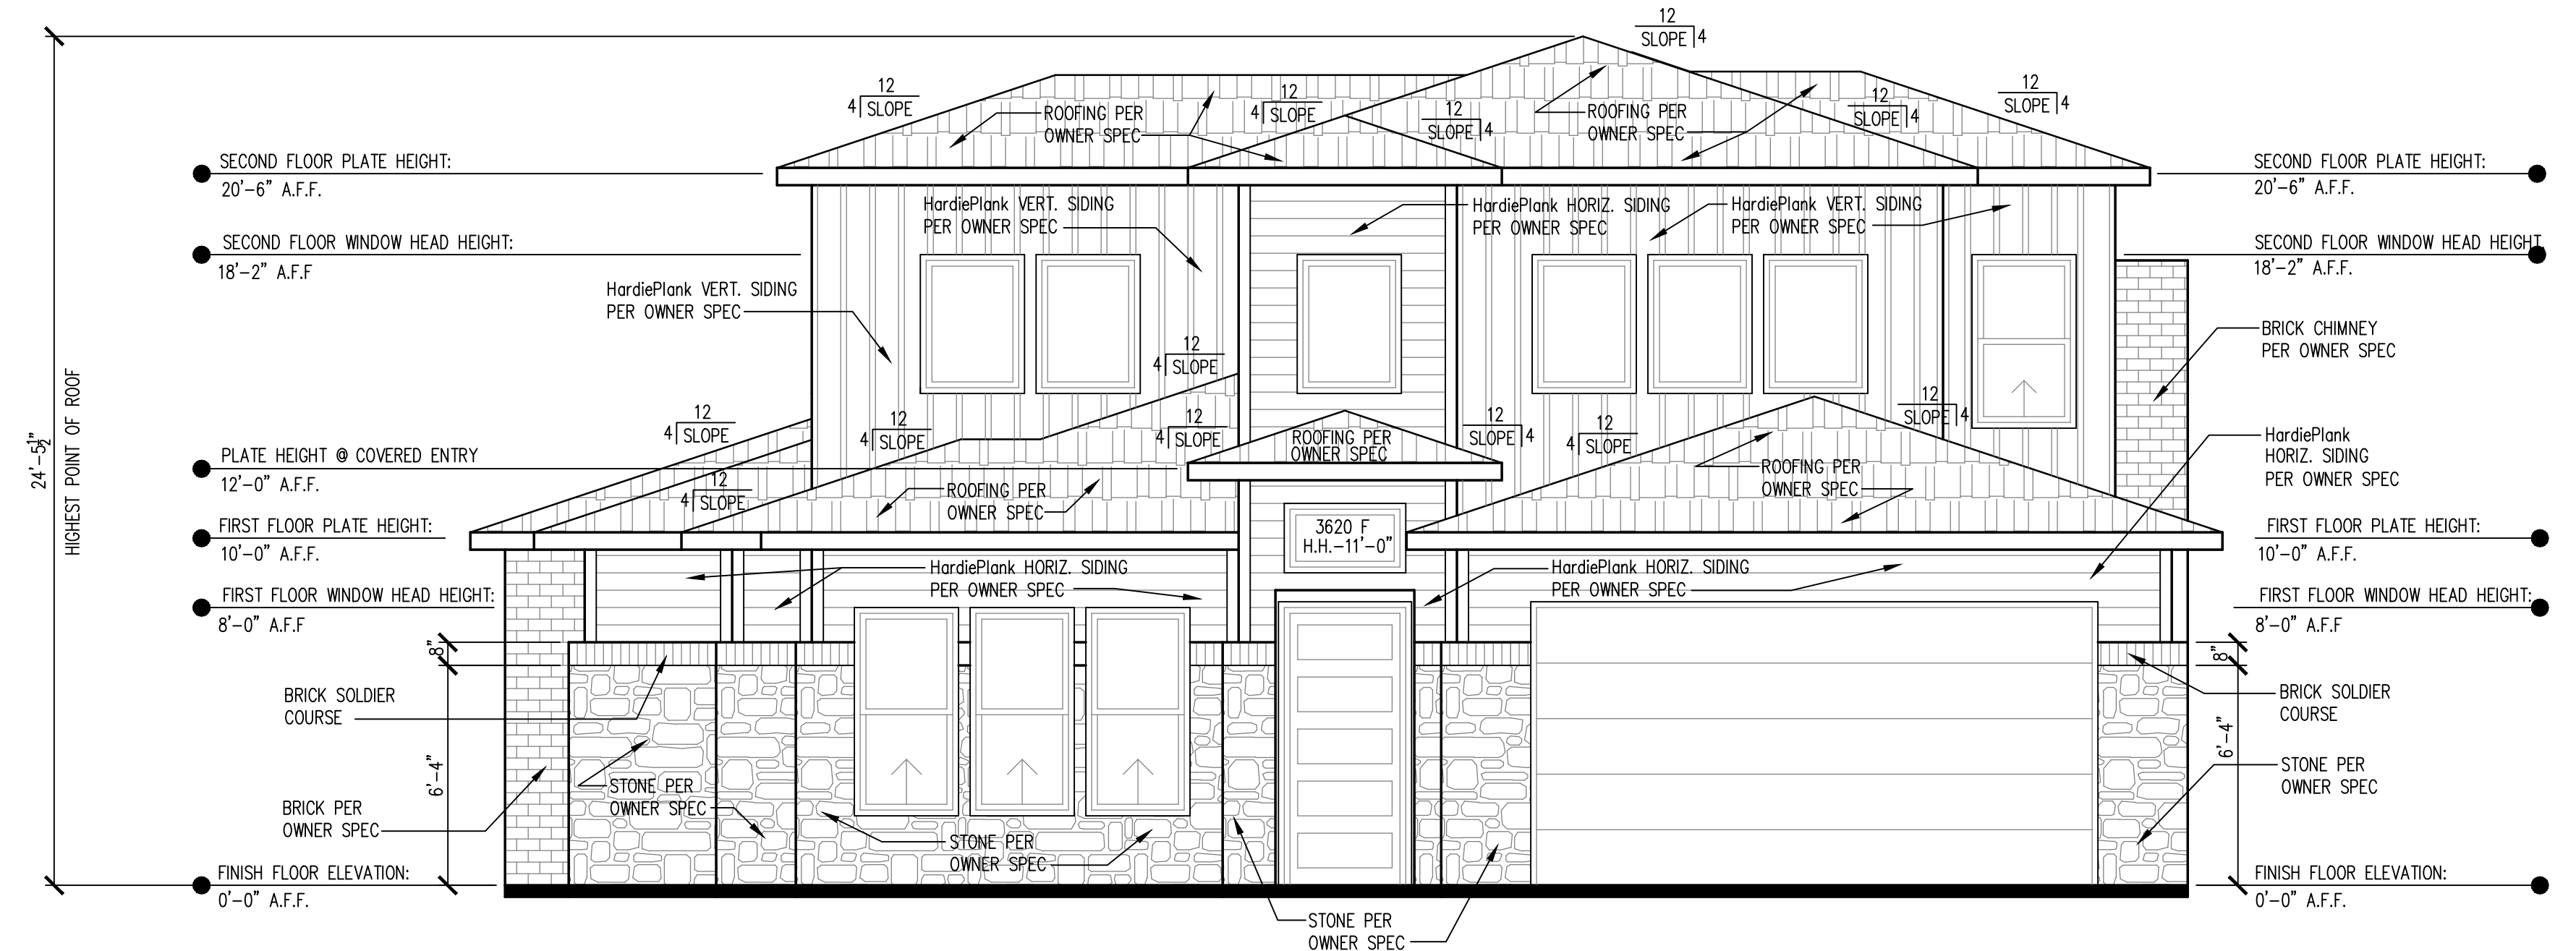 12
SLOPE 4
12
4 SLOPE
12
4 SLOPE
12
SLOPE 4
12
SLOPE 4
12
SLOPE 4
ROOFING PER
OWNER SPEC
ROOFING PER
OWNER SPEC
SECOND FLOOR PLATE HEIGHT:
20'-6" A.F.F.
SECOND FLOOR PLATE HEIGHT:
20'-6" A.F.F.
HardiePlank VERT. SIDING
PER OWNER SPEC
HardiePlank HORIZ. SIDING
PER OWNER SPEC
HardiePlank VERT. SIDING
PER OWNER SPEC
SECOND FLOOR WINDOW HEAD HEIGHT:
18'-2" A.F.F
SECOND FLOOR WINDOW HEAD HEIGHT.
18'-2" A.F.F.
HardiePlank VERT. SIDING
PER OWNER SPEC
BRICK CHIMNEY
PER OWNER SPEC
24'-5½"
HIGHEST POINT OF ROOF
12
4 SLOPE
12
4 SLOPE
12
4 SLOPE
12
4 SLOPE
12
SLOPE 4
12
4 SLOPE
12
SLOPE 4
12
4 SLOPE
ROOFING PER
OWNER SPEC
HardiePlank
HORIZ. SIDING
PER OWNER SPEC
PLATE HEIGHT @ COVERED ENTRY
12'-0" A.F.F.
ROOFING PER
OWNER SPEC
ROOFING PER
OWNER SPEC
FIRST FLOOR PLATE HEIGHT:
10'-0" A.F.F.
3620 F
H.H.-11'-0"
FIRST FLOOR PLATE HEIGHT:
10'-0" A.F.F.
HardiePlank HORIZ. SIDING
PER OWNER SPEC
HardiePlank HORIZ. SIDING
PER OWNER SPEC
FIRST FLOOR WINDOW HEAD HEIGHT:
8'-0" A.F.F
FIRST FLOOR WINDOW HEAD HEIGHT:
8'-0" A.F.F
8"
8"
BRICK SOLDIER
COURSE
BRICK SOLDIER
COURSE
6'-4"
6'-4"
STONE PER
OWNER SPEC
STONE PER
OWNER SPEC
BRICK PER
OWNER SPEC
STONE PER
OWNER SPEC
FINISH FLOOR ELEVATION:
0'-0" A.F.F.
FINISH FLOOR ELEVATION:
0'-0" A.F.F.
STONE PER
OWNER SPEC